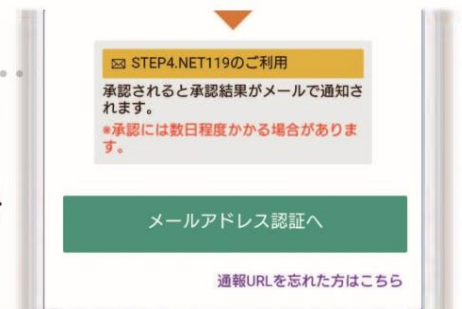 ✉ STEP4.NET119のご利用
承認されると承認結果がメールで通知さ
れます。
※承認には数日程度かかる場合がありま
す。
メールアドレス認証へ
通報URLを忘れた方はこちら